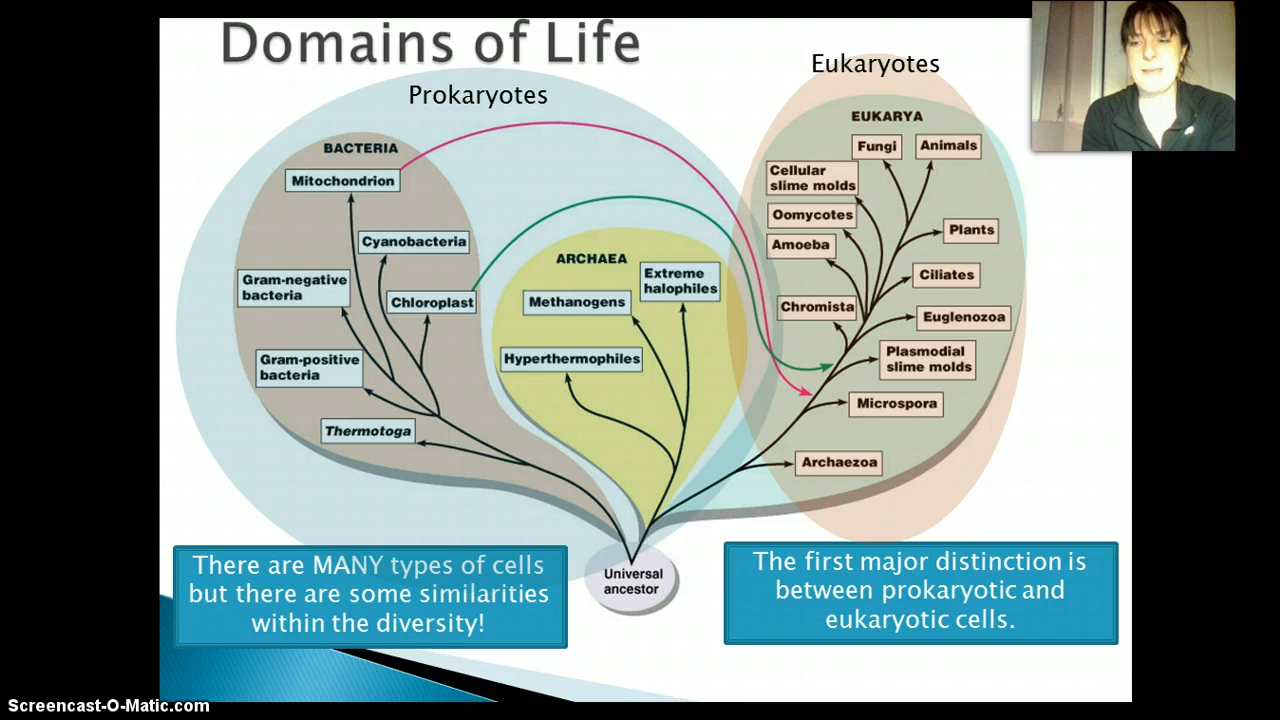 Domains of Life
Prokaryotes
Eukaryotes
BACTERIA
Mitochondrion
Cyanobacteria
Gram-negative
bacteria
Chloroplast
Gram-positive
bacteria
Thermotoga
ARCHAEA
Extreme
halophiles
Methanogens
Hyperthermophiles
EUKARYA
Fungi
Animals
Cellular
slime molds
Oomycotes
Plants
Amoeba
Ciliates
Chromista
Euglenozoa
Plasmodial
slime molds
Microspora
Archaezoa
Universal
ancestor
There are MANY types of cells
but there are some similarities
within the diversity!
The first major distinction is
between prokaryotic and
eukaryotic cells.
Screencast-O-Matic.com